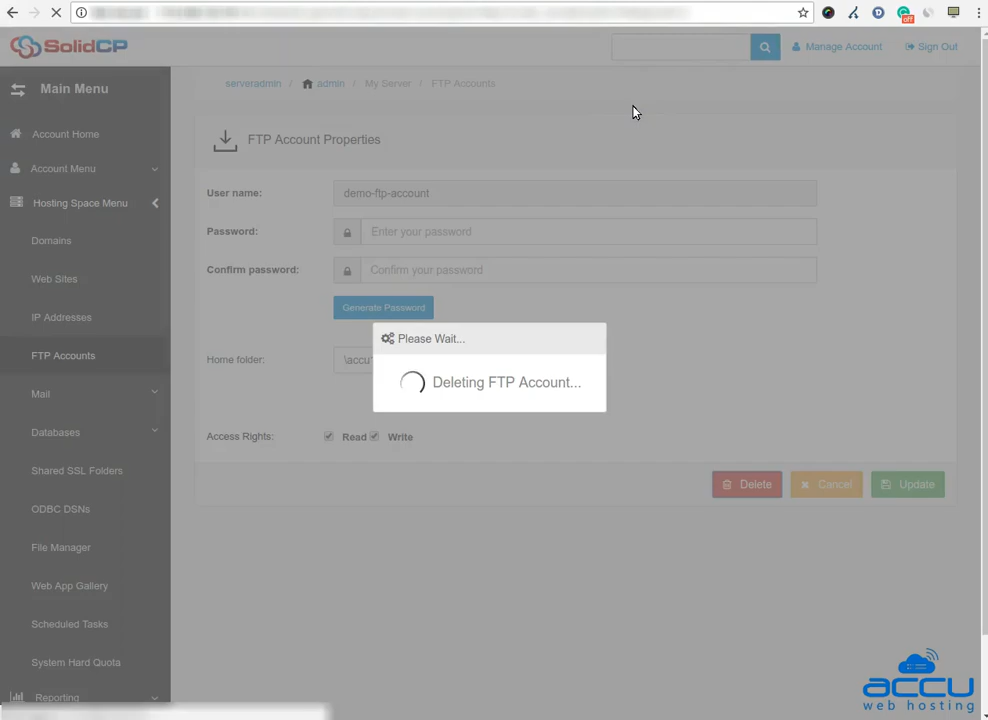 off
SolidCP
Manage Account
Sign Out
Main Menu
serveradmin / admin / My Server / FTP Accounts
Account Home
FTP Account Properties
Account Menu
User name: demo-ftp-account
Hosting Space Menu
Password: Enter your password
Domains
Confirm password: Confirm your password
Web Sites
Generate Password
IP Addresses
Please Wait...
FTP Accounts
Home folder:
Deleting FTP Account...
Mail
Databases
Access Rights: Read Write
Shared SSL Folders
Delete Cancel Update
ODBC DSNs
File Manager
Web App Gallery
Scheduled Tasks
System Hard Quota
Reporting
accu
web hosting